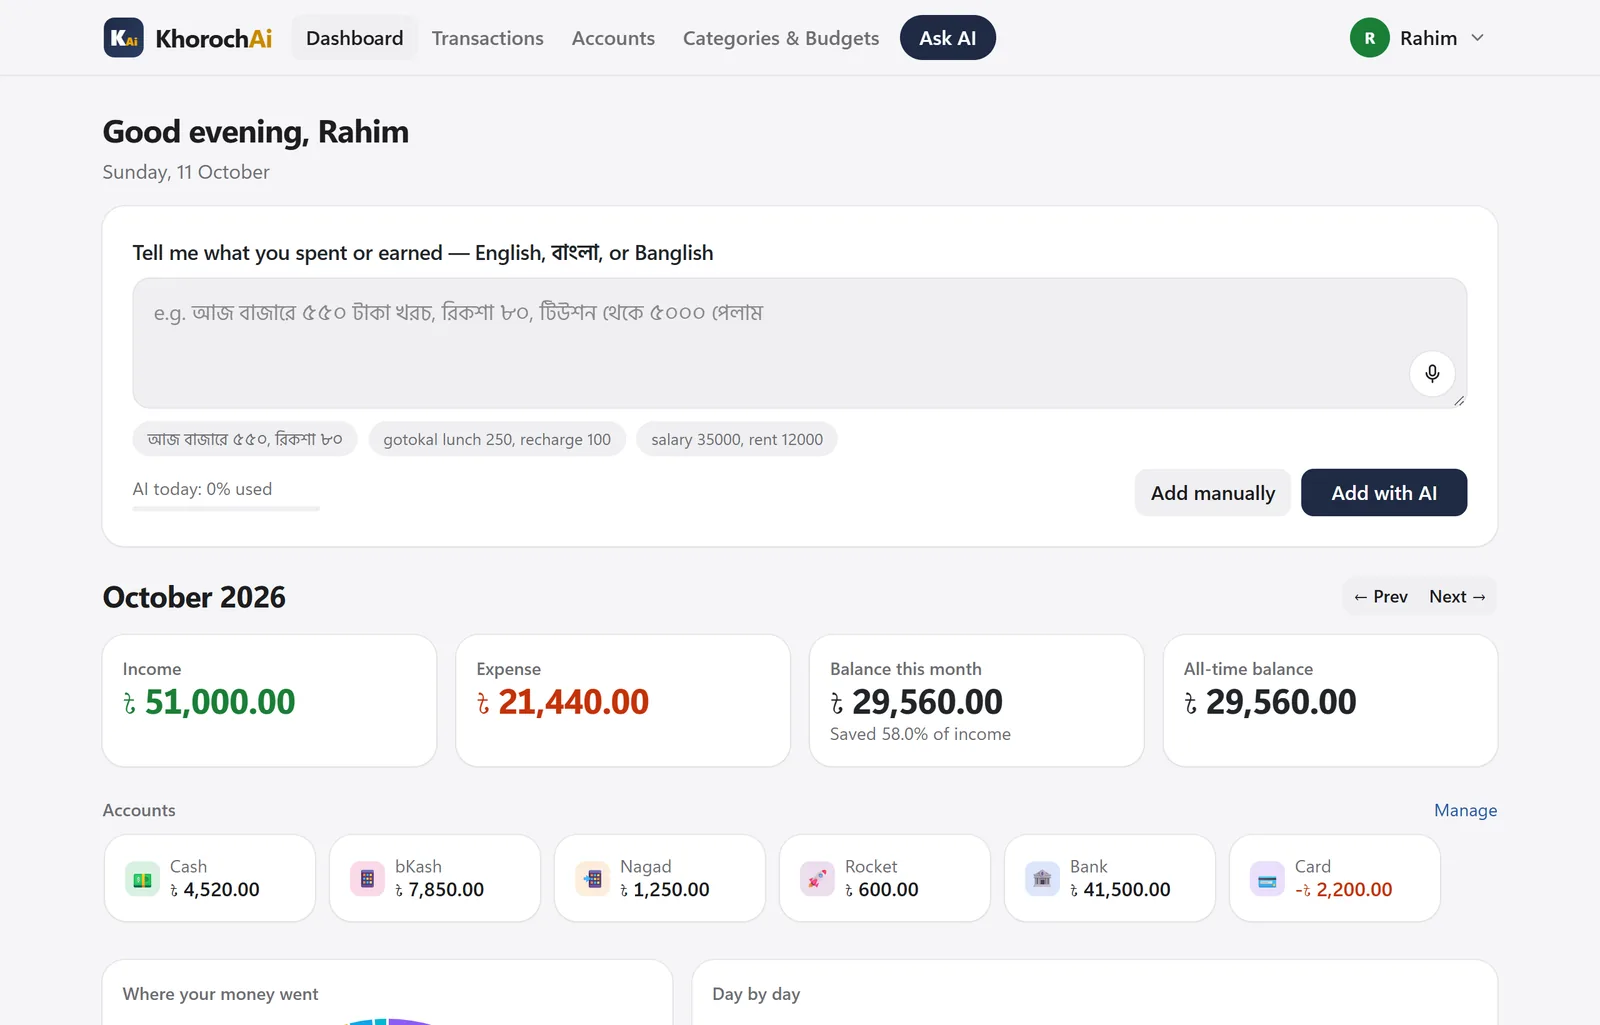 KAi KhorochAi Dashboard Transactions Accounts Categories & Budgets Ask AI R Rahim
Good evening, Rahim
Sunday, 11 October
Tell me what you spent or earned — English, বাংলা, or Banglish
e.g. আজ বাজারে ৫৫০ টাকা খরচ, রিকশা ৮০, টিউশন থেকে ৫০০০ পেলাম
আজ বাজারে ৫৫০, রিকশা ৮০ gotokal lunch 250, recharge 100 salary 35000, rent 12000
AI today: 0% used
Add manually Add with AI
October 2026
← Prev Next →
Income Expense Balance this month All-time balance
৳ 51,000.00 ৳ 21,440.00 ৳ 29,560.00 ৳ 29,560.00
Saved 58.0% of income
Accounts Manage
Cash bKash Nagad Rocket Bank Card
৳ 4,520.00 ৳ 7,850.00 ৳ 1,250.00 ৳ 600.00 ৳ 41,500.00 -৳ 2,200.00
Where your money went Day by day